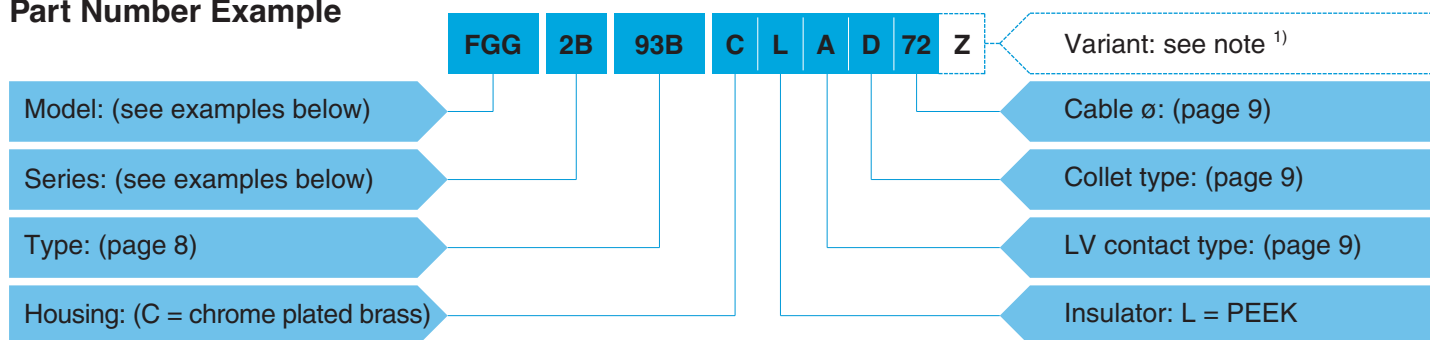 Part Number Example
FGG 2B 93B C L A D 72 Z
Variant: see note 1)
Model: (see examples below)
Cable ø: (page 9)
Series: (see examples below)
Collet type: (page 9)
Type: (page 8)
LV contact type: (page 9)
Housing: (C = chrome plated brass)
Insulator: L = PEEK